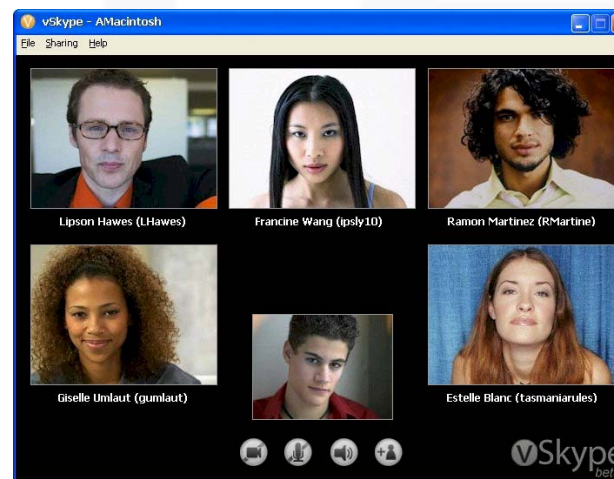 vSkype - AMacintosh
File Sharing Help
Lipson Hawes (LHawes)
Francine Wang (ipsly10)
Ramon Martinez (RMartine)
Giselle Umlaut (gumlaut)
Estelle Blanc (tasmaniarules)
vSkype
beta